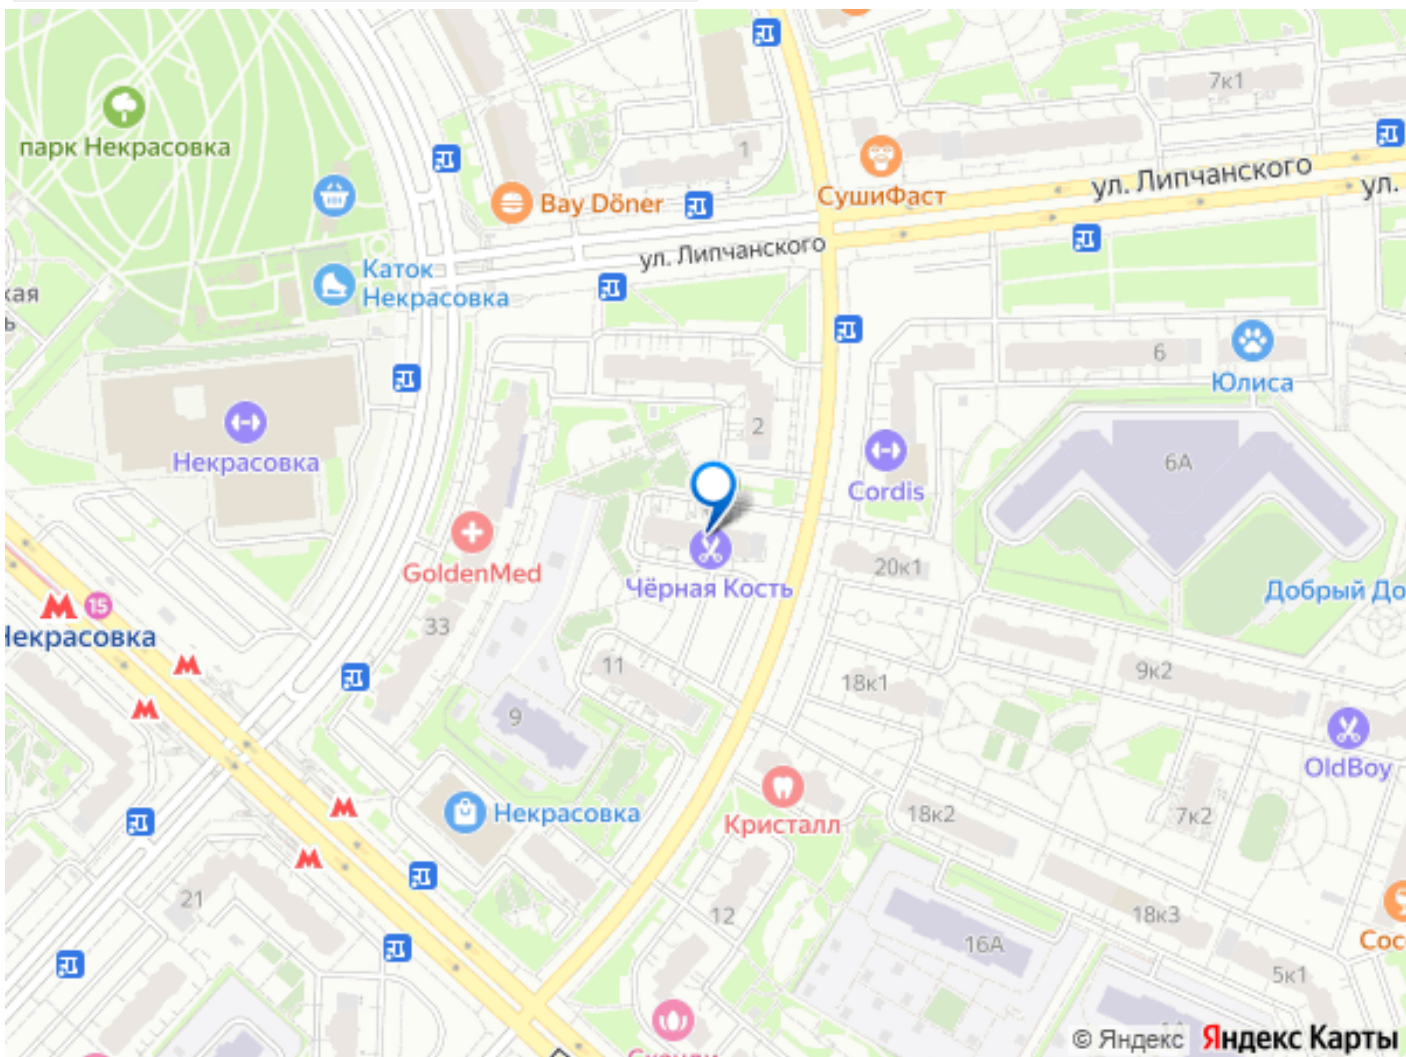 7к1
парк Некрасовка
1
СушиФаст
ул. Липчанского
ул.
Bay Döner
ул. Липчанского
Каток
Некрасовка
6
Юлиса
2
Некрасовка
6А
Cordis
GoldenMed
Чёрная Кость
20к1
Добрый До
15
Некрасовка
33
11
18к1
9к2
9
OldBoy
Некрасовка
Кристалл
18к2
7к2
21
12
18к3
16А
5к1
© Яндекс Яндекс Карты